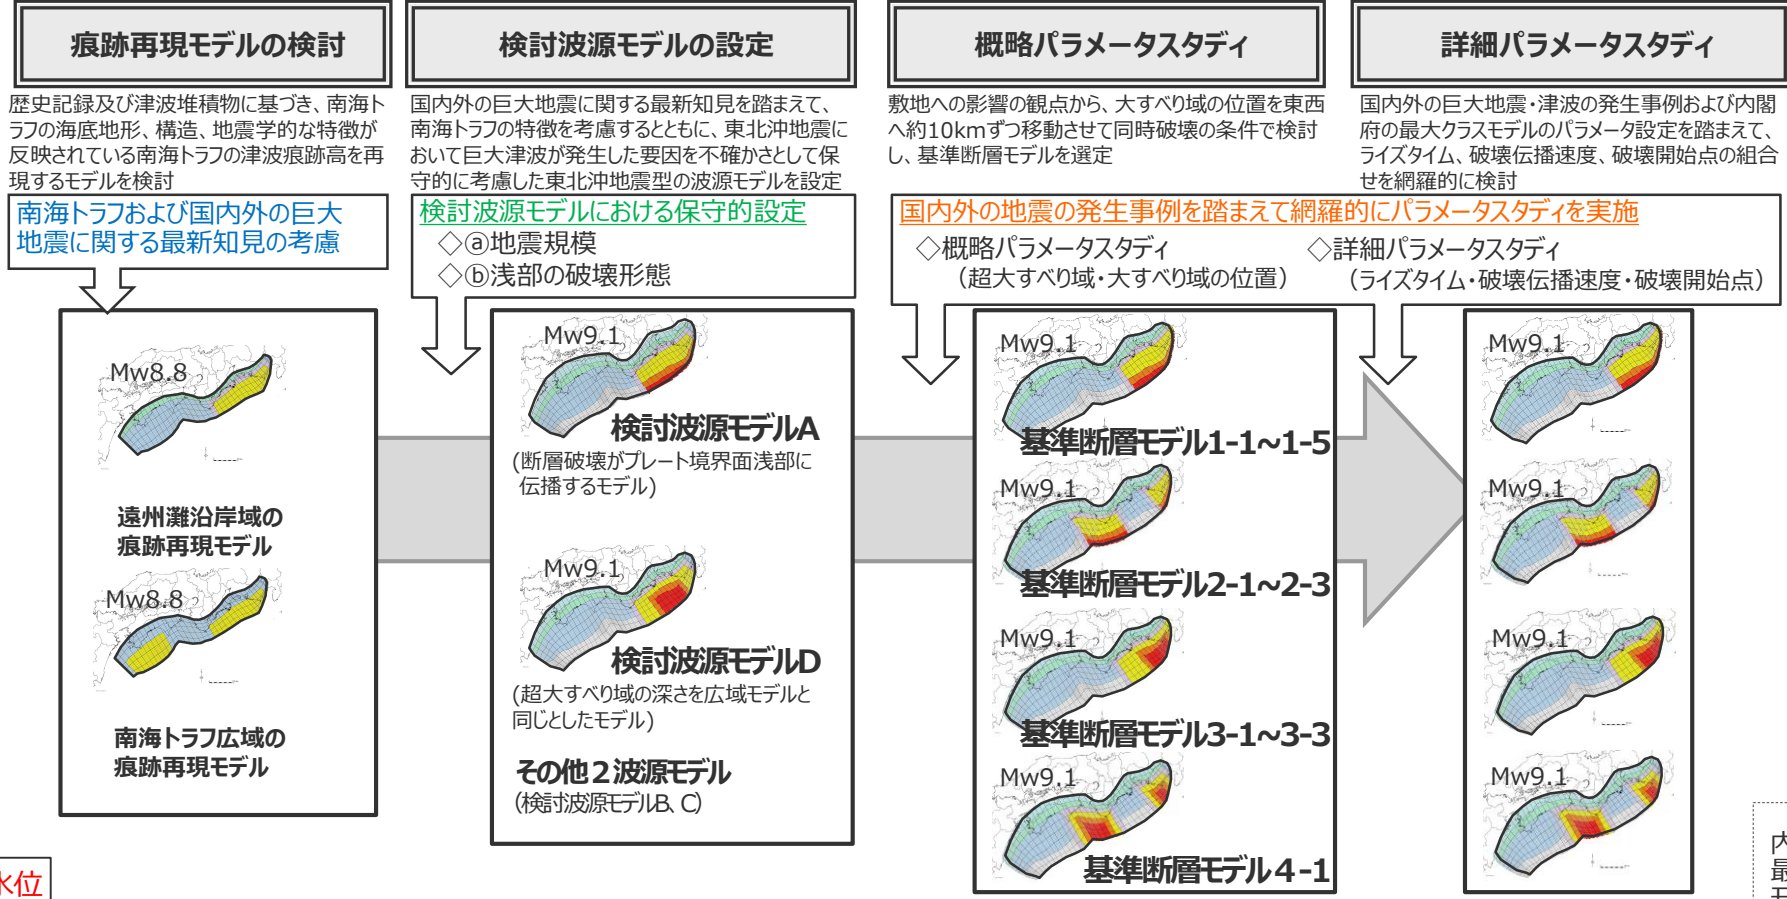 痕跡再現モデルの検討
歴史記録及び津波堆積物に基づき、南海ト
ラフの海底地形、構造、地震学的な特徴が
反映されている南海トラフの津波痕跡高を再
現するモデルを検討
南海トラフおよび国内外の巨大
地震に関する最新知見の考慮
Mw8.8
遠州灘沿岸域の
痕跡再現モデル
Mw8.8
南海トラフ広域の
痕跡再現モデル
水位
検討波源モデルの設定
国内外の巨大地震に関する最新知見を踏まえて、
南海トラフの特徴を考慮するとともに、東北沖地震に
おいて巨大津波が発生した要因を不確かさとして保
守的に考慮した東北沖地震型の波源モデルを設定
検討波源モデルにおける保守的設定
◇ⓐ地震規模
◇ⓑ浅部の破壊形態
Mw9.1
検討波源モデルA
(断層破壊がプレート境界面浅部に
伝播するモデル)
Mw9.1
検討波源モデルD
(超大すべり域の深さを広域モデルと
同じとしたモデル)
その他２波源モデル
(検討波源モデルB、C)
概略パラメータスタディ
敷地への影響の観点から、大すべり域の位置を東西
へ約10kmずつ移動させて同時破壊の条件で検討
し、基準断層モデルを選定
国内外の地震の発生事例を踏まえて網羅的にパラメータスタディを実施
◇概略パラメータスタディ
（超大すべり域・大すべり域の位置）
◇詳細パラメータスタディ
（ライズタイム・破壊伝播速度・破壊開始点）
Mw9.1
基準断層モデル1-1~1-5
Mw9.1
基準断層モデル2-1~2-3
Mw9.1
基準断層モデル3-1~3-3
Mw9.1
基準断層モデル４-1
詳細パラメータスタディ
国内外の巨大地震・津波の発生事例および内閣
府の最大クラスモデルのパラメータ設定を踏まえて、
ライズタイム、破壊伝播速度、破壊開始点の組合
せを網羅的に検討
Mw9.1
Mw9.1
Mw9.1
Mw9.1
内
最